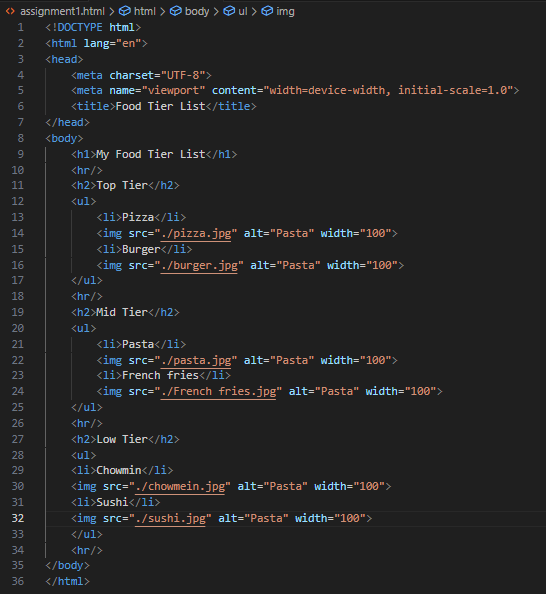 assignment1.html > html > body > ul > img
1 <!DOCTYPE html>
2 <html lang="en">
3 <head>
4 <meta charset="UTF-8">
5 <meta name="viewport" content="width=device-width, initial-scale=1.0">
6 <title>Food Tier List</title>
7 </head>
8 <body>
9 <h1>My Food Tier List</h1>
10 <hr/>
11 <h2>Top Tier</h2>
12 <ul>
13 <li>Pizza</li>
14 <img src="./pizza.jpg" alt="Pasta" width="100">
15 <li>Burger</li>
16 <img src="./burger.jpg" alt="Pasta" width="100">
17 </ul>
18 <hr/>
19 <h2>Mid Tier</h2>
20 <ul>
21 <li>Pasta</li>
22 <img src="./pasta.jpg" alt="Pasta" width="100">
23 <li>French fries</li>
24 <img src="./French fries.jpg" alt="Pasta" width="100">
25 </ul>
26 <hr/>
27 <h2>Low Tier</h2>
28 <ul>
29 <li>Chowmin</li>
30 <img src="./chowmein.jpg" alt="Pasta" width="100">
31 <li>Sushi</li>
32 <img src="./sushi.jpg" alt="Pasta" width="100">
33 </ul>
34 <hr/>
35 </body>
36 </html>